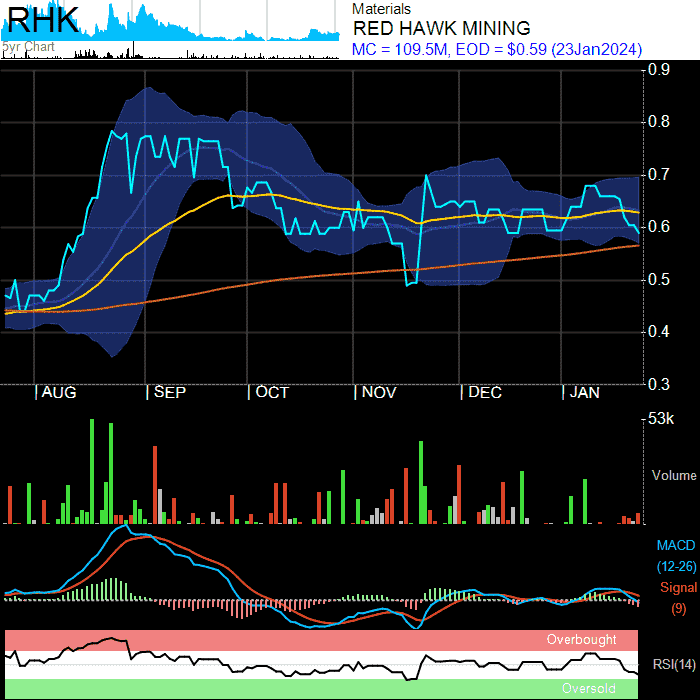 RHK
5yr Chart
Materials
RED HAWK MINING
MC = 109.5M, EOD = $0.59 (23Jan2024)
0.9
0.8
0.7
0.6
0.5
0.4
0.3
AUG
SEP
OCT
NOV
DEC
JAN
53k
Volume
MACD
(12-26)
Signal
(9)
Overbought
RSI(14)
Oversold